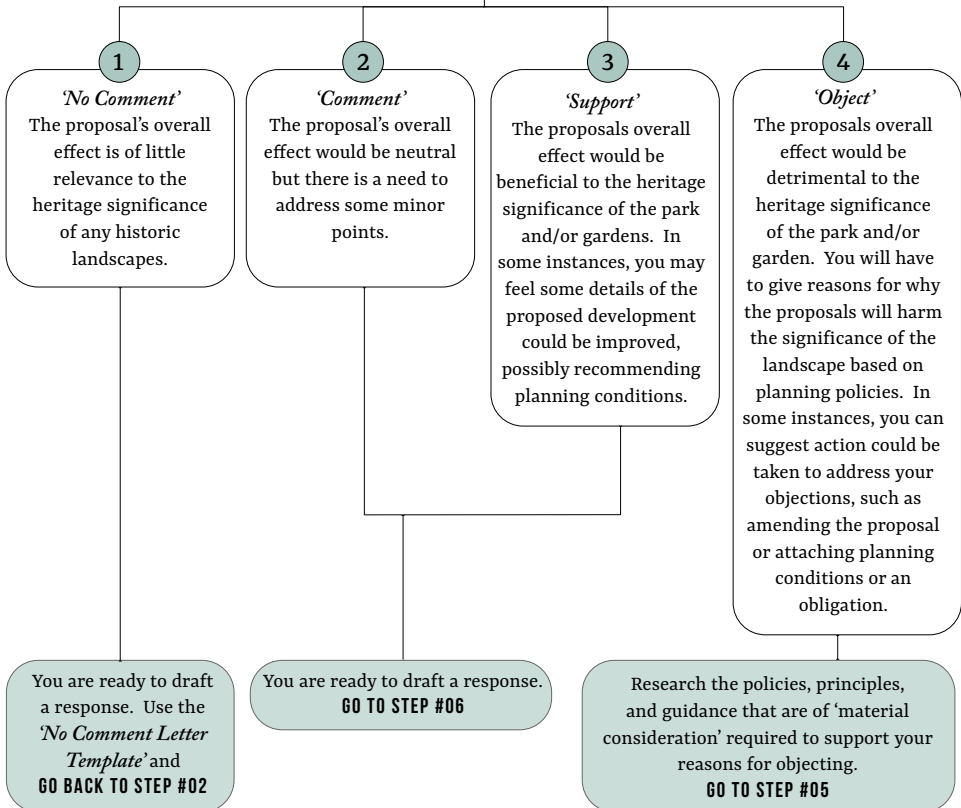 1
‘No Comment’
The proposal’s overall
effect is of little
relevance to the
heritage significance
of any historic
landscapes.
2
‘Comment’
The proposal’s overall
effect would be neutral
but there is a need to
address some minor
points.
3
‘Support’
The proposals overall
effect would be
beneficial to the heritage
significance of the park
and/or gardens. In
some instances, you may
feel some details of the
proposed development
could be improved,
possibly recommending
planning conditions.
4
‘Object’
The proposals overall
effect would be
detrimental to the
heritage significance
of the park and/or
garden. You will have
to give reasons for why
the proposals will harm
the significance of the
landscape based on
planning policies. In
some instances, you can
suggest action could be
taken to address your
objections, such as
amending the proposal
or attaching planning
conditions or an
obligation.
You are ready to draft
a response. Use the
‘No Comment Letter
Template’ and
GO BACK TO STEP #02
You are ready to draft a response.
GO TO STEP #06
Research the policies, principles,
and guidance that are of ‘material
consideration’ required to support your
reasons for objecting.
GO TO STEP #05